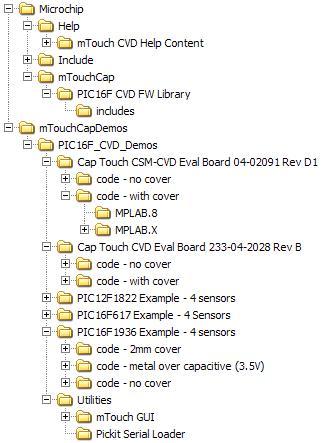 Microchip
Help
mTouch CVD Help Content
Include
mTouchCap
PIC16F CVD FW Library
includes
mTouchCapDemos
PIC16F_CVD_Demos
Cap Touch CSM-CVD Eval Board 04-02091 Rev D1
code - no cover
code - with cover
MPLAB.8
MPLAB.X
Cap Touch CVD Eval Board 233-04-2028 Rev B
code - no cover
code - with cover
PIC12F1822 Example - 4 sensors
PIC16F617 Example - 4 Sensors
PIC16F1936 Example - 4 sensors
code - 2mm cover
code - metal over capacitive (3.5V)
code - no cover
Utilities
mTouch GUI
Pickit Serial Loader